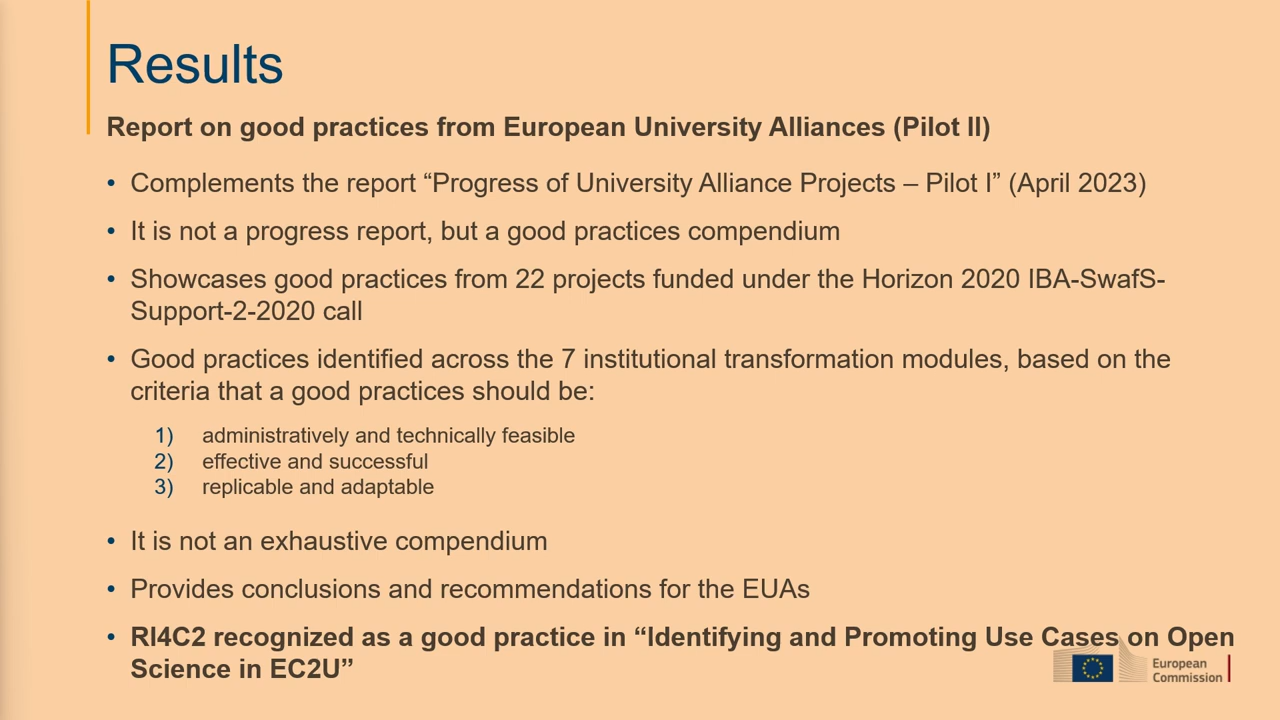 Results
Report on good practices from European University Alliances (Pilot II)
• Complements the report “Progress of University Alliance Projects – Pilot I” (April 2023)
• It is not a progress report, but a good practices compendium
• Showcases good practices from 22 projects funded under the Horizon 2020 IBA-SwafS-
Support-2-2020 call
• Good practices identified across the 7 institutional transformation modules, based on the
criteria that a good practices should be:
1) administratively and technically feasible
2) effective and successful
3) replicable and adaptable
• It is not an exhaustive compendium
• Provides conclusions and recommendations for the EUAs
• RI4C2 recognized as a good practice in “Identifying and Promoting Use Cases on Open
Science in EC2U”
European
Commission